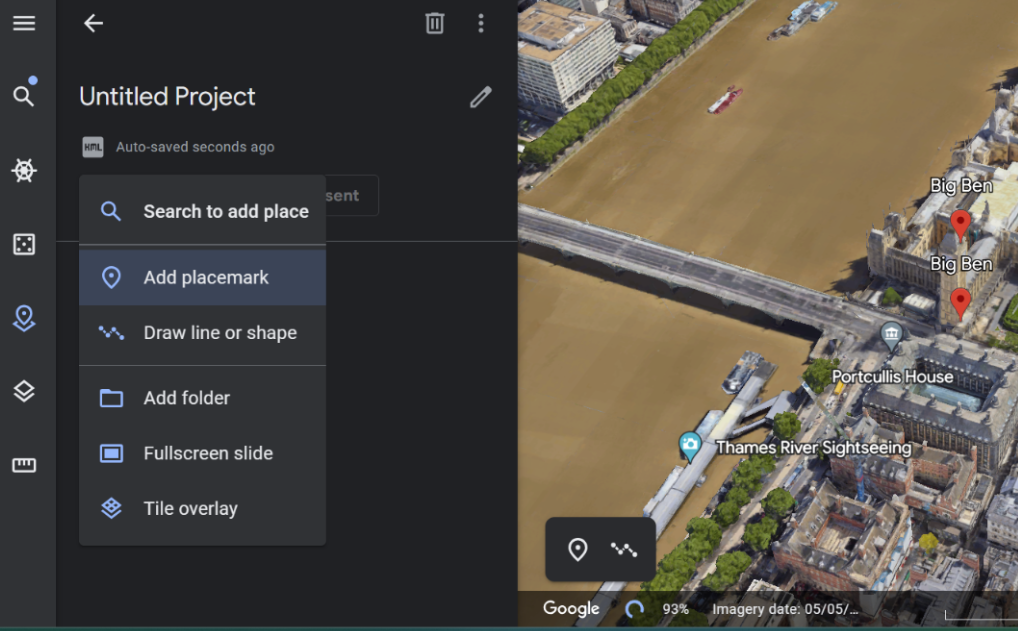 Untitled Project
KML Auto-saved seconds ago
sent
Search to add place
Add placemark
Draw line or shape
Add folder
Fullscreen slide
Tile overlay
Big Ben
Big Ben
Portcullis House
Thames River Sightseeing
Google 93% Imagery date: 05/05/...